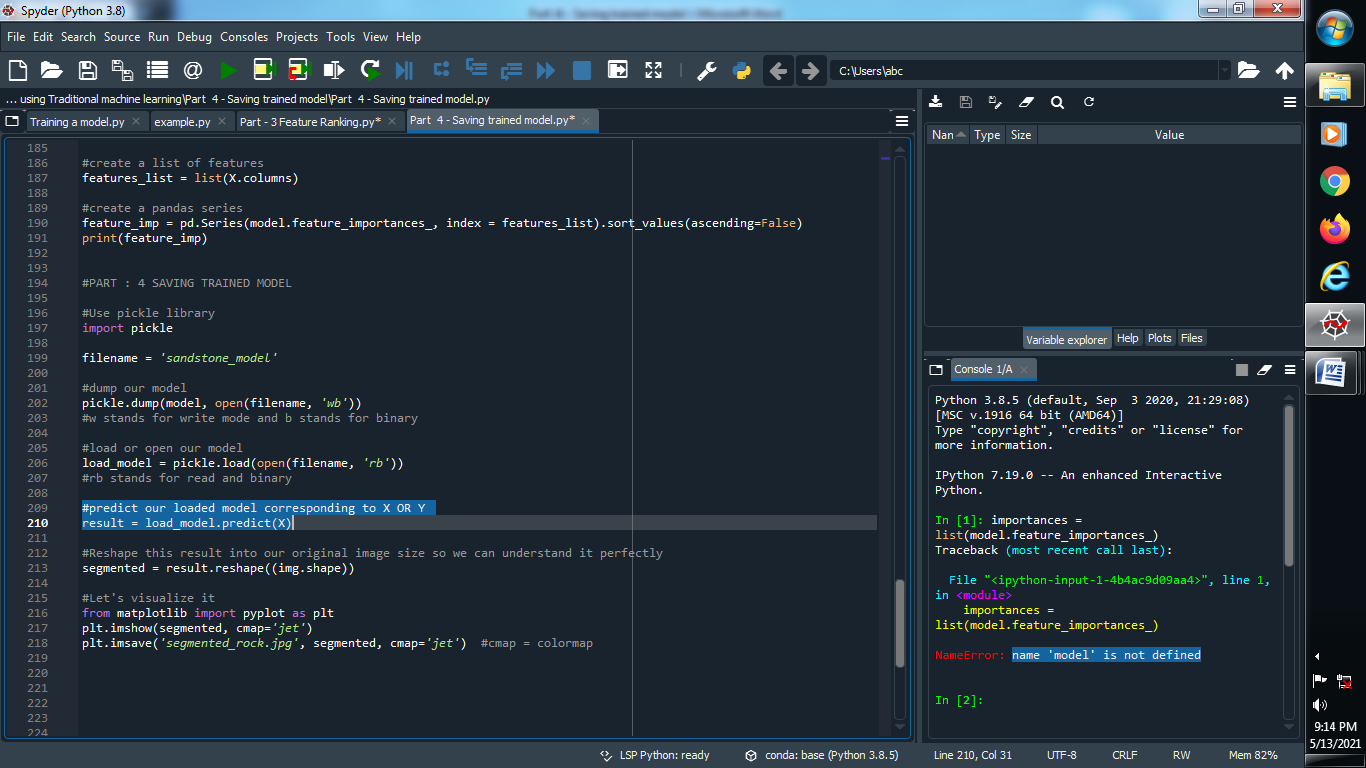 Spyder (Python 3.8)
File Edit Search Source Run Debug Consoles Projects Tools View Help
C:\Users\abc
... using Traditional machine learning\Part 4 - Saving trained model\Part 4 - Saving trained model.py
Training a model.py example.py Part - 3 Feature Ranking.py* Part 4 - Saving trained model.py*
185
186 #create a list of features
187 features_list = list(X.columns)
188
189 #create a pandas series
190 feature_imp = pd.Series(model.feature_importances_, index = features_list).sort_values(ascending=False)
191 print(feature_imp)
192
193
194 #PART : 4 SAVING TRAINED MODEL
195
196 #Use pickle library
197 import pickle
198
199 filename = 'sandstone_model'
200
201 #dump our model
202 pickle.dump(model, open(filename, 'wb'))
203 #w stands for write mode and b stands for binary
204
205 #load or open our model
206 load_model = pickle.load(open(filename, 'rb'))
207 #rb stands for read and binary
208
209 #predict our loaded model corresponding to X OR Y
210 result = load_model.predict(X)
211
212 #Reshape this result into our original image size so we can understand it perfectly
213 segmented = result.reshape((img.shape))
214
215 #Let's visualize it
216 from matplotlib import pyplot as plt
217 plt.imshow(segmented, cmap='jet')
218 plt.imsave('segmented_rock.jpg', segmented, cmap='jet') #cmap = colormap
219
220
221
222
223
224
Nan Type Size Value
Variable explorer Help Plots Files
Console 1/A
Python 3.8.5 (default, Sep 3 2020, 21:29:08)
[MSC v.1916 64 bit (AMD64)]
Type "copyright", "credits" or "license" for
more information.
IPython 7.19.0 -- An enhanced Interactive
Python.
In [1]: importances =
list(model.feature_importances_)
Traceback (most recent call last):
File "<ipython-input-1-4b4ac9d09aa4>", line 1,
in <module>
importances =
list(model.feature_importances_)
NameError: name 'model' is not defined
In [2]:
LSP Python: ready conda: base (Python 3.8.5) Line 210, Col 31 UTF-8 CRLF RW Mem 82%
9:14 PM
5/13/2021